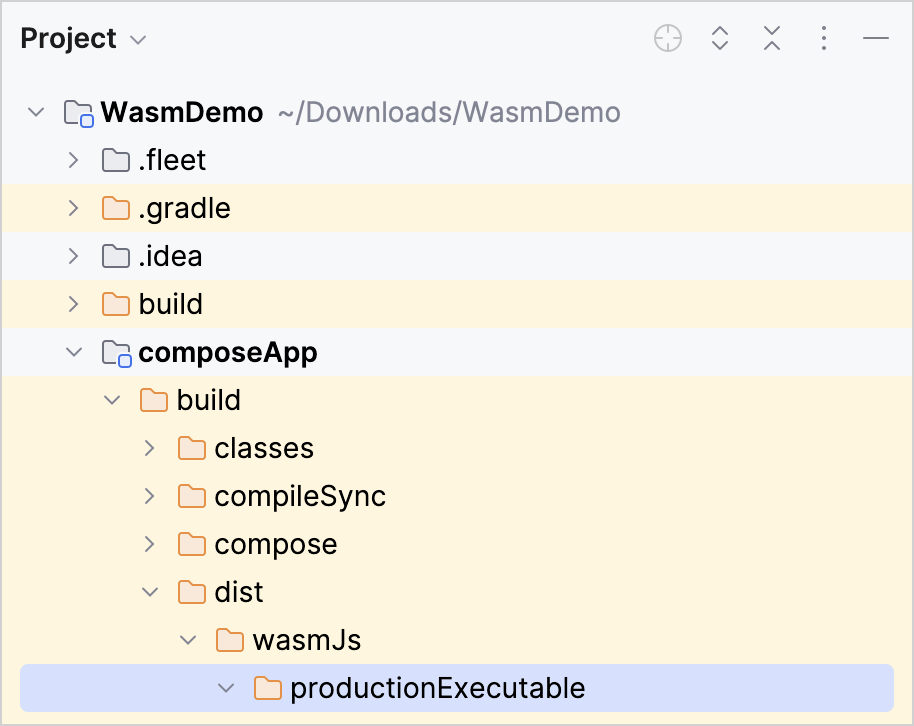 Project
WasmDemo ~/Downloads/WasmDemo
.fleet
.gradle
.idea
build
composeApp
build
classes
compileSync
compose
dist
wasmJs
productionExecutable